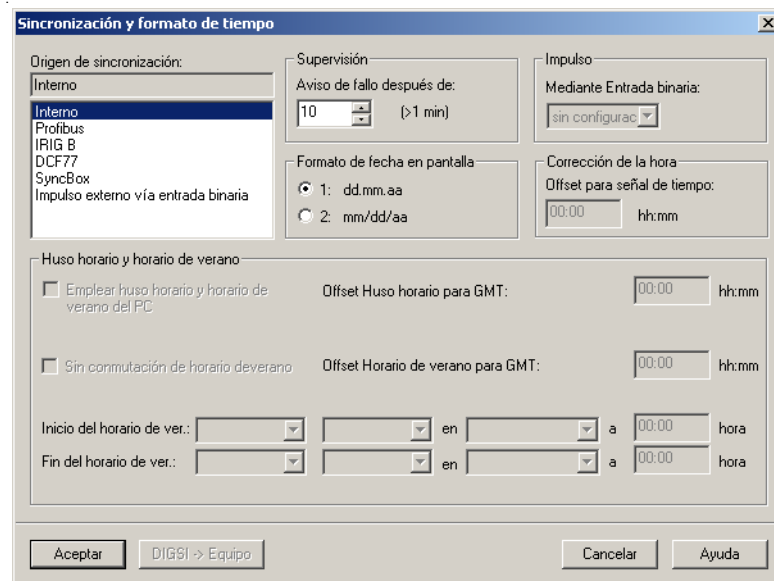 Sincronización y formato de tiempo
Origen de sincronización:
Interno
Interno
Profibus
IRIG B
DCF77
SyncBox
Impulso externo vía entrada binaria
Supervisión
Aviso de fallo después de:
10 (>1 min)
Impulso
Mediante Entrada binaria:
sin configurac
Formato de fecha en pantalla
1: dd.mm.aa
2: mm/dd/aa
Corrección de la hora
Offset para señal de tiempo:
00:00 hh:mm
Huso horario y horario de verano
Emplear huso horario y horario de
verano del PC
Offset Huso horario para GMT: 00:00 hh:mm
Sin conmutación de horario deverano
Offset Horario de verano para GMT: 00:00 hh:mm
Inicio del horario de ver.: en a 00:00 hora
Fin del horario de ver.: en a 00:00 hora
Aceptar
DIGSI -> Equipo
Cancelar
Ayuda